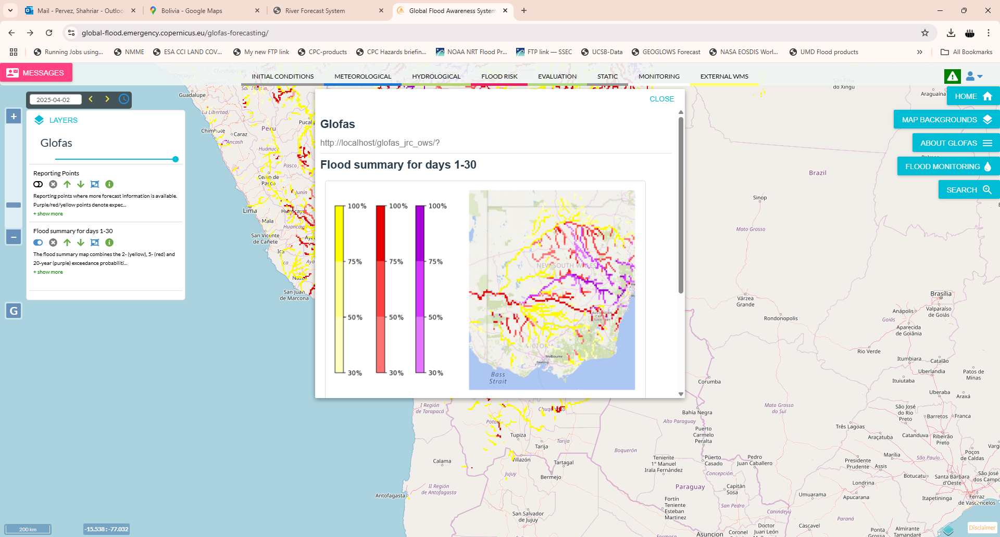 Mail - Pervez, Shahriar - Outloo
Bolivia - Google Maps
River Forecast System
Global Flood Awareness System
global-flood.emergency.copernicus.eu/glofas-forecasting/
Running Jobs using...
NMME
ESA CCI LAND COV...
My new FTP link
CPC-products
CPC Hazards briefin...
NOAA NRT Flood Pr...
FTP link — SSEC
UCSB-Data
GEOGLOWS Forecast
NASA EOSDIS Worl...
UMD Flood products
»
All Bookmarks
MESSAGES
INITIAL CONDITIONS
METEOROLOGICAL
HYDROLOGICAL
FLOOD RISK
EVALUATION
STATIC
MONITORING
EXTERNAL WMS
2025-04-02
LAYERS
Glofas
Reporting Points
Reporting points where more forecast information is available.
Purple/red/yellow points denote expec...
+ show more
Flood summary for days 1-30
The flood summary map combines the 2- (yellow), 5- (red) and
20-year (purple) exceedance probabiliti...
+ show more
+
−
G
200 km
-15.538 : -77.032
CLOSE
Glofas
http://localhost/glofas_jrc_ows/?
Flood summary for days 1-30
100%
100%
100%
75%
75%
75%
50%
50%
50%
30%
30%
30%
NEW SOUTH WALES
AUSTRALIAN
CAPITAL
TERRITORY
VICTORIA
Melbourne
Geelong
Bass
Strait
HOME
MAP BACKGROUNDS
ABOUT GLOFAS
FLOOD MONITORING
SEARCH
Guadalupe
La Libertad
Chimbote
Caraz
Ancash
Peru
Pucal
Huánuco
Pasco
Cerro de
Pasco
Junín
Lima
Mala
San Vicente
de Cañete
Ica
Ica
Nazca
San Juan
de Marcona
São Félix
do Xingu
Araguaína
Brazil
Sinop
Mato Grosso
Várzea
Grande
Rondonopolis
Brasília
Anápolis
Valparaíso
de Goiás
Goiás
Aparecida
de Goiânia
Rio Verde
Itumbiara
Catalão
Uberlandia
Patos de
Minas
Ituiutaba
Uberaba
Araxá
Corumba
Mato Grosso
do Sul
São José
do Rio
Preto
Barretos
Franca
Três Lagoas
Araçatuba
Catanduva
Ribeirão
Preto
Bahía Negra
Alto Paraguay
Puerto
Carmelo
Peralta
I Región
de Tarapacá
Chuquisaca
Potosí
Tupiza
Tarija
Tarija
Villazón
Tartagal
Bermejo
Calama
Jujuy
II Región
de Antofagasta
Antofagasta
San Salvador
de Jujuy
Boquerón
Teniente
1° Manuel
Irala Fernández
Puerto
Casado
Pedro
Juan Caballero
Concepción
Paraguay
Capitán
Sosa
San Pedro
Fortín
Teniente
Esteban
Martínez
Asuncion
Coronel
Doctor
Juan León
Canindeyú
Umuarama
Cascavel
Paraná
Apucarana
Londrina
Presidente
Prudente
Assis
Marília
São Paulo
Vargi
Poços
de Caldas
Botucatu
Santa Bárbara
d'Oeste
São José
dos Campo
Itapetininga
Ferraz
de Vasconcelos
Ponta
Almirante
Tamandaré
Disclaimer